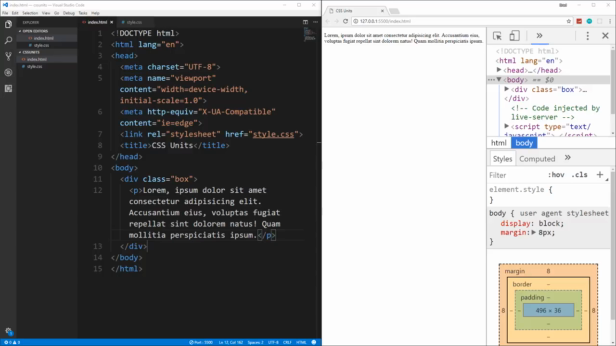 index.html - cssunits - Visual Studio Code
File Edit Selection View Go Debug Tasks Help
EXPLORER
OPEN EDITORS
index.html
style.css
CSSUNITS
index.html
style.css
index.html
style.css
1 <!DOCTYPE html>
2 <html lang="en">
3 <head>
4 <meta charset="UTF-8">
5 <meta name="viewport"
content="width=device-width,
initial-scale=1.0">
6 <meta http-equiv="X-UA-Compatible"
content="ie=edge">
7 <link rel="stylesheet" href="style.css">
8 <title>CSS Units</title>
9 </head>
10 <body>
11 <div class="box">
12 <p>Lorem, ipsum dolor sit amet
consectetur adipisicing elit.
Accusantium eius, voluptas fugiat
repellat sint dolorem natus! Quam
mollitia perspiciatis ipsum.</p>
13 </div>
14 </body>
15 </html>
Ln 12, Col 162 Spaces: 2 UTF-8 CRLF HTML
CSS Units
127.0.0.1:5500/index.html
Lorem, ipsum dolor sit amet consectetur adipisicing elit. Accusantium eius,
voluptas fugiat repellat sint dolorem natus! Quam mollitia perspiciatis ipsum.
<!DOCTYPE html>
<html lang="en">
<head>…</head>
<body> == $0
<div class="box">…
</div>
<!-- Code injected by
live-server -->
<script type="text/
javascript">…</script>
html body
Styles Computed
Filter :hov .cls +
element.style {
}
body { user agent stylesheet
display: block;
margin: 8px;
}
margin 8
border -
padding -
8 - - 496 × 36 - - 8
-
-